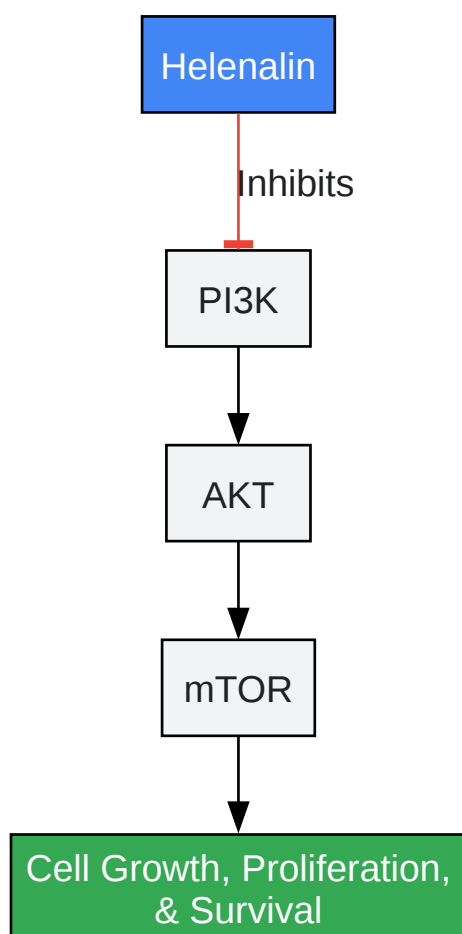 Helenalin
Inhibits
PI3K
AKT
mTOR
Cell Growth, Proliferation,
& Survival